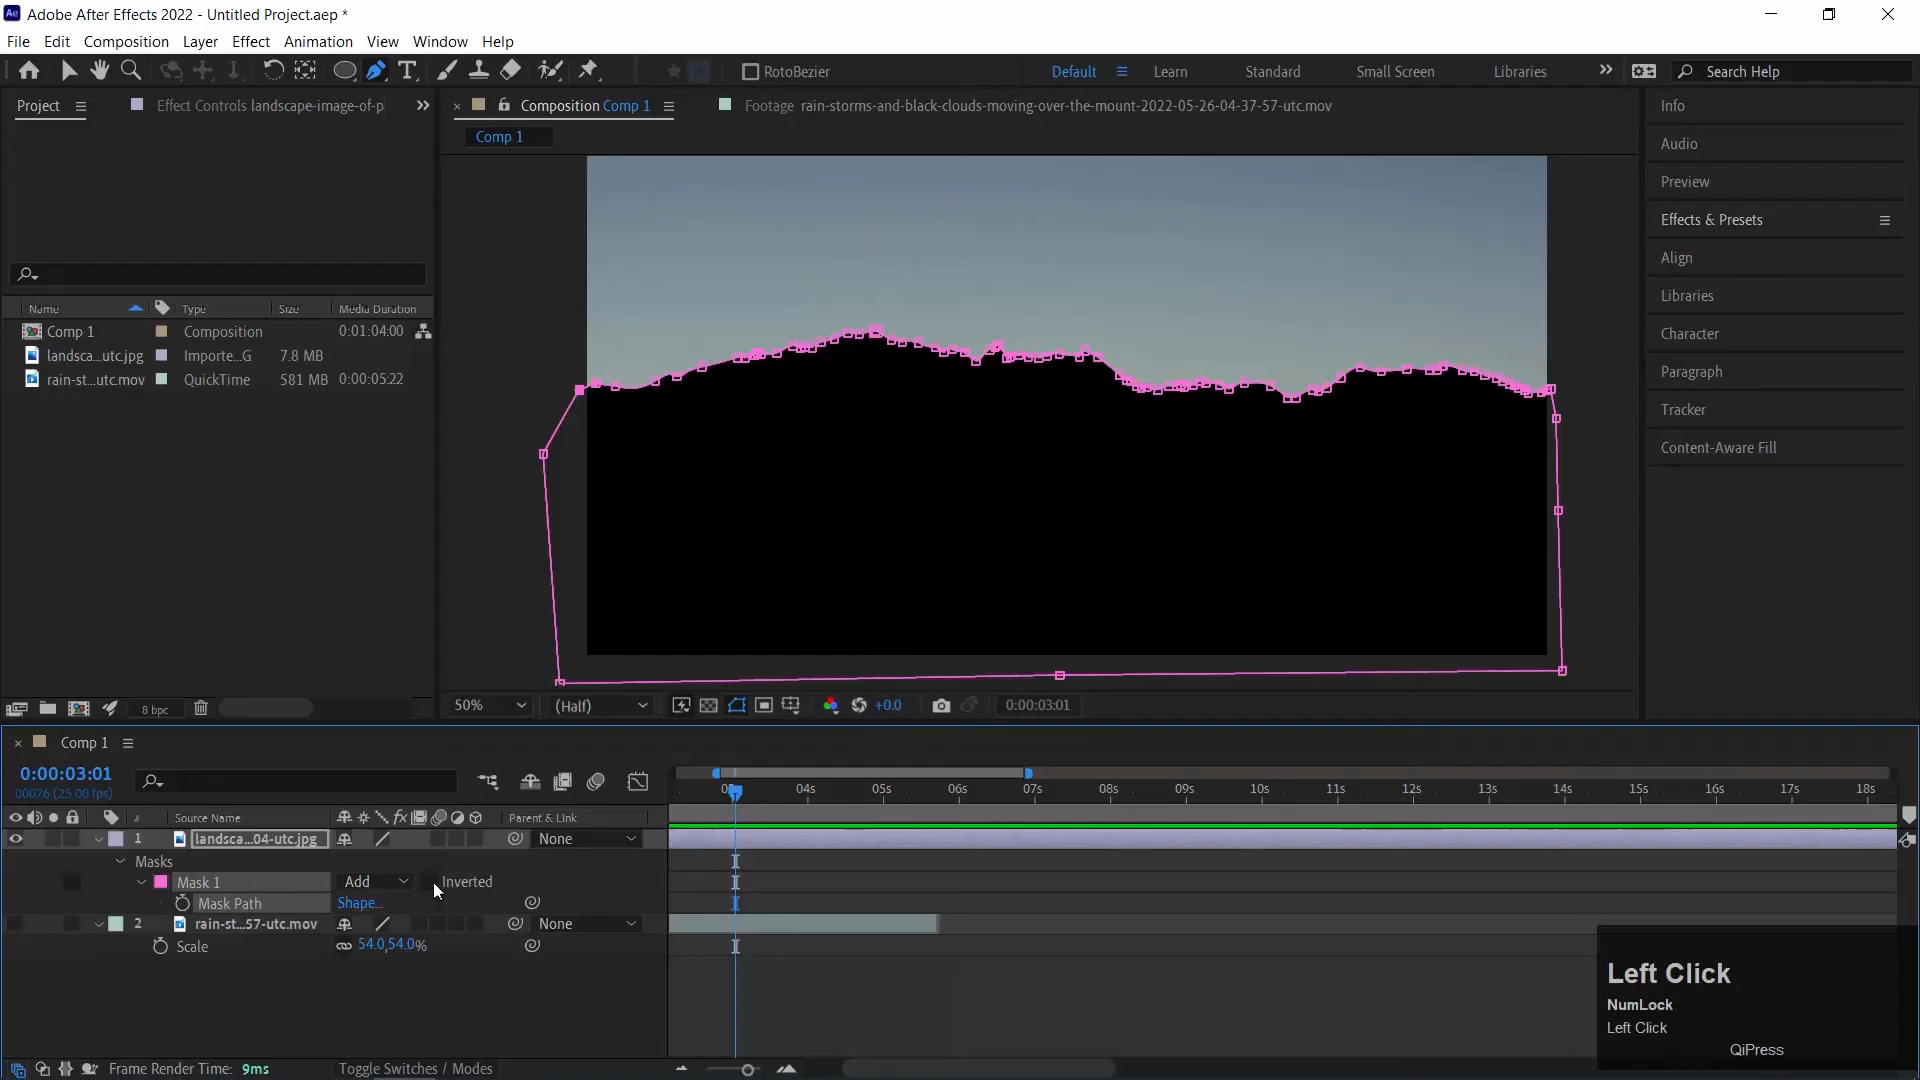 Adobe After Effects 2022 - Untitled Project.aep *
File Edit Composition Layer Effect Animation View Window Help
RotoBezier Default Learn Standard Small Screen Libraries Search Help
Project Effect Controls landscape-image-of-p Composition Comp 1 Footage rain-storms-and-black-clouds-moving-over-the-mount-2022-05-26-04-37-57-utc.mov
Comp 1
Name Type Size Media Duration
Comp 1 Composition 0:01:04:00
landsca...utc.jpg Importe...G 7.8 MB
rain-st...utc.mov QuickTime 581 MB 0:00:05:22
Info
Audio
Preview
Effects & Presets
Align
Libraries
Character
Paragraph
Tracker
Content-Aware Fill
8 bpc 50% (Half) +0.0 0:00:03:01
Comp 1
0:00:03:01
00076 (25.00 fps)
04s 05s 06s 07s 08s 09s 10s 11s 12s 13s 14s 15s 16s 17s 18s
# Source Name Parent & Link
1 landsca...04-utc.jpg None
Masks
Mask 1 Add Inverted
Mask Path Shape...
2 rain-st...57-utc.mov None
Scale 54.0,54.0%
Left Click
NumLock
Left Click
QiPress
Frame Render Time: 9ms Toggle Switches / Modes